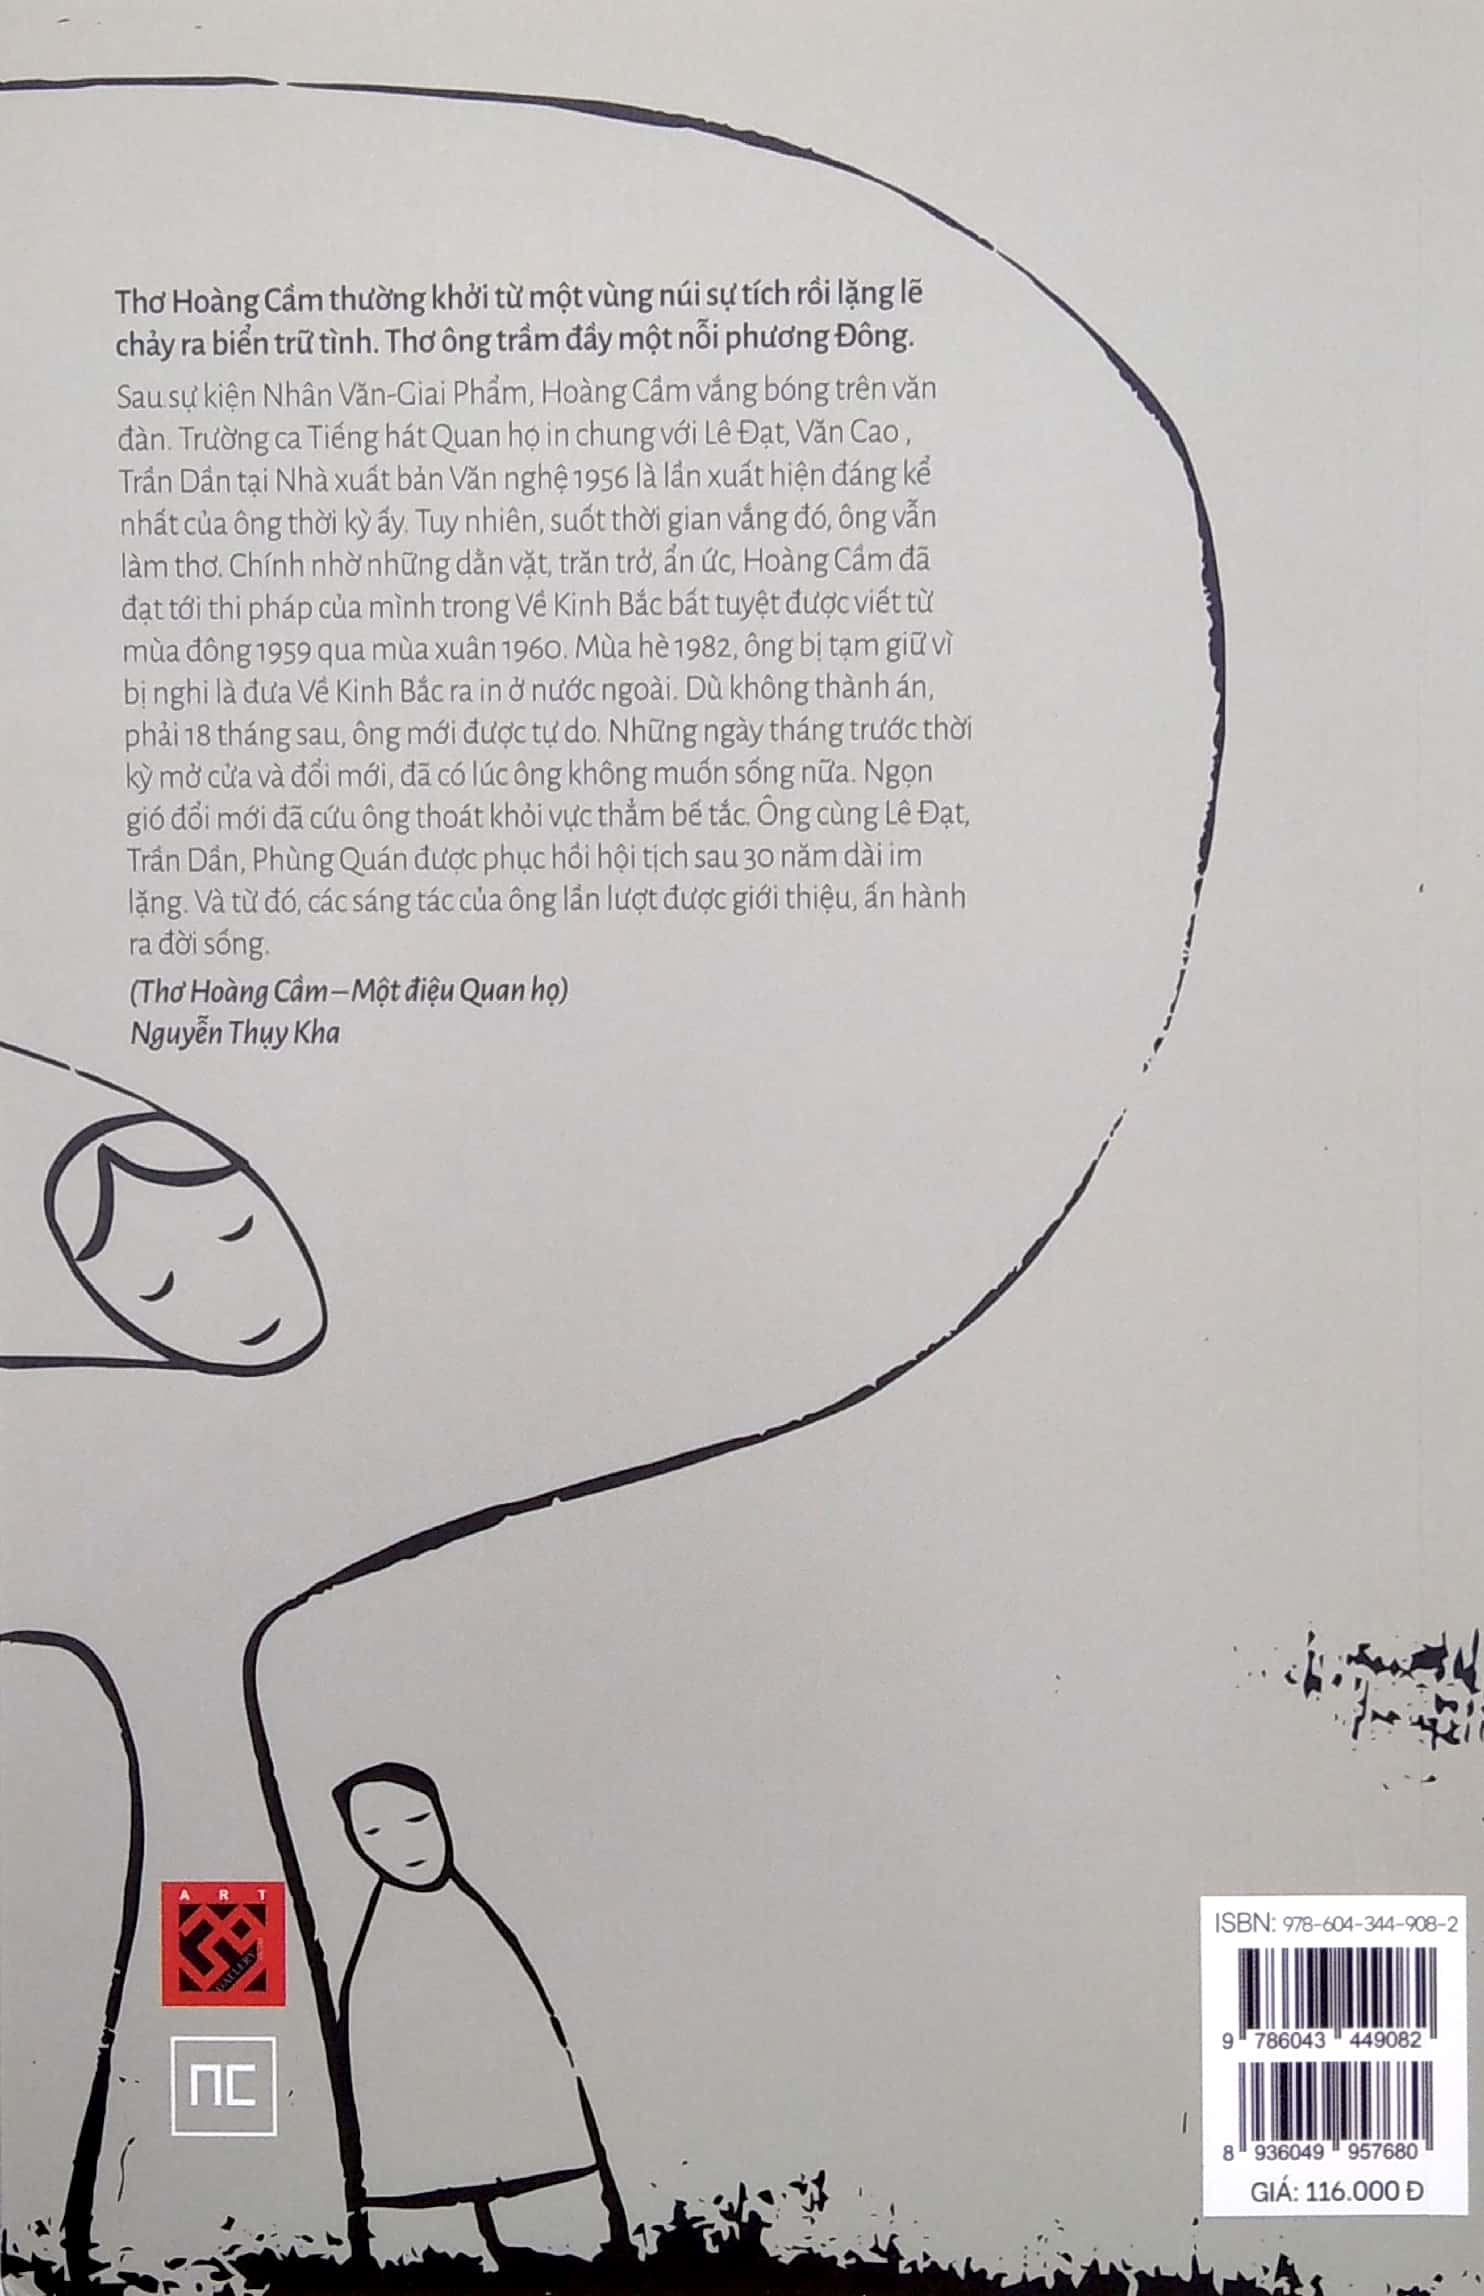 Thơ Hoàng Cầm thường khởi từ một vùng núi sự tích rồi lặng lẽ
chảy ra biển trữ tình. Thơ ông trầm đầy một nỗi phương Đông.
Sau sự kiện Nhân Văn-Giai Phẩm, Hoàng Cầm vắng bóng trên văn
đàn. Trường ca Tiếng hát Quan họ in chung với Lê Đạt, Văn Cao ,
Trần Dần tại Nhà xuất bản Văn nghệ 1956 là lần xuất hiện đáng kể
nhất của ông thời kỳ ấy. Tuy nhiên, suốt thời gian vắng đó, ông vẫn
làm thơ. Chính nhờ những dằn vặt, trăn trở, ẩn ức, Hoàng Cầm đã
đạt tới thi pháp của mình trong Về Kinh Bắc bất tuyệt được viết từ
mùa đông 1959 qua mùa xuân 1960. Mùa hè 1982, ông bị tạm giữ vì
bị nghi là đưa Về Kinh Bắc ra in ở nước ngoài. Dù không thành án,
phải 18 tháng sau, ông mới được tự do. Những ngày tháng trước thời
kỳ mở cửa và đổi mới, đã có lúc ông không muốn sống nữa. Ngọn
gió đổi mới đã cứu ông thoát khỏi vực thẳm bế tắc. Ông cùng Lê Đạt,
Trần Dần, Phùng Quán được phục hồi hội tịch sau 30 năm dài im
lặng. Và từ đó, các sáng tác của ông lần lượt được giới thiệu, ấn hành
ra đời sống.
(Thơ Hoàng Cầm – Một điệu Quan họ)
Nguyễn Thụy Kha
ART
GALLERY
NC
ISBN: 978-604-344-908-2
9 786043 449082
8 936049 957680
GIÁ: 116.000 Đ